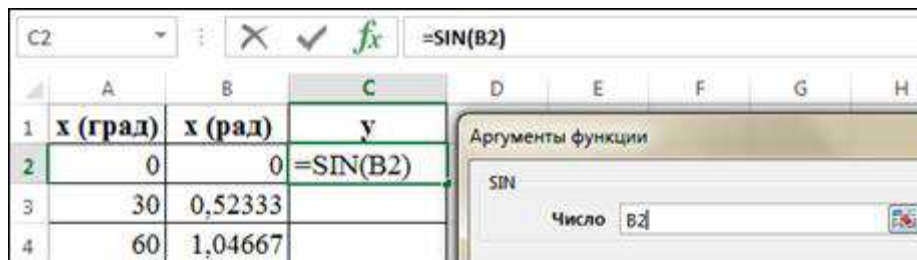 C2 fx =SIN(B2)
A B C D E F G H
1 x (град) x (рад) y Аргументы функции
2 0 0 =SIN(B2) SIN
3 30 0,52333 Число B2
4 60 1,04667